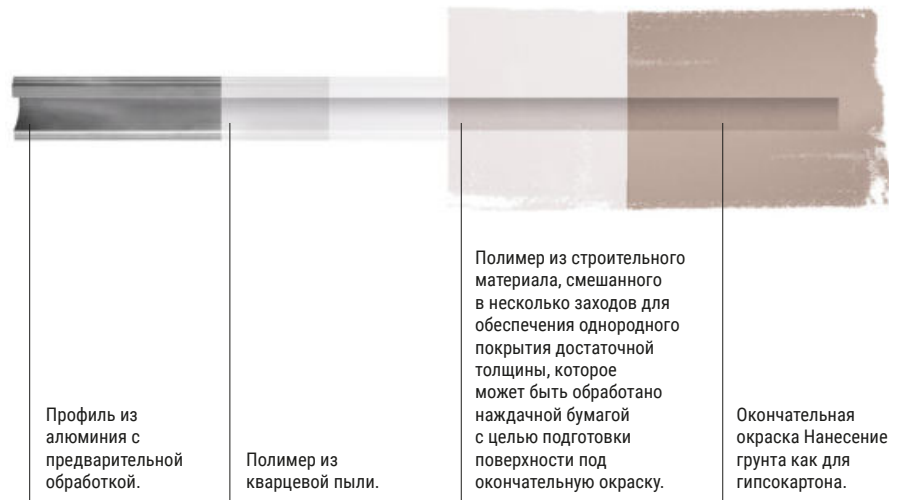 Профиль из
алюминия с
предварительной
обработкой.
Полимер из
кварцевой пыли.
Полимер из строительного
материала, смешанного
в несколько заходов для
обеспечения однородного
покрытия достаточной
толщины, которое
может быть обработано
наждачной бумагой
с целью подготовки
поверхности под
окончательную окраску.
Окончательная
окраска Нанесение
грунта как для
гипсокартона.